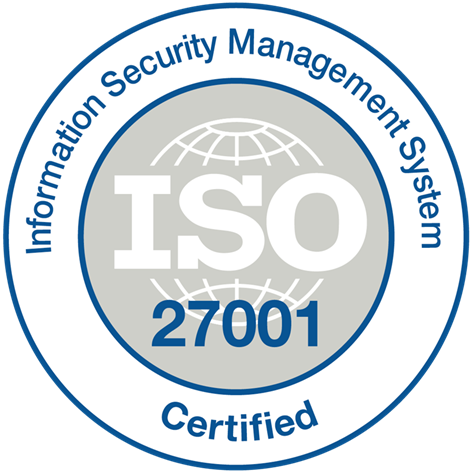 Information Security Management System
ISO
27001
Certified